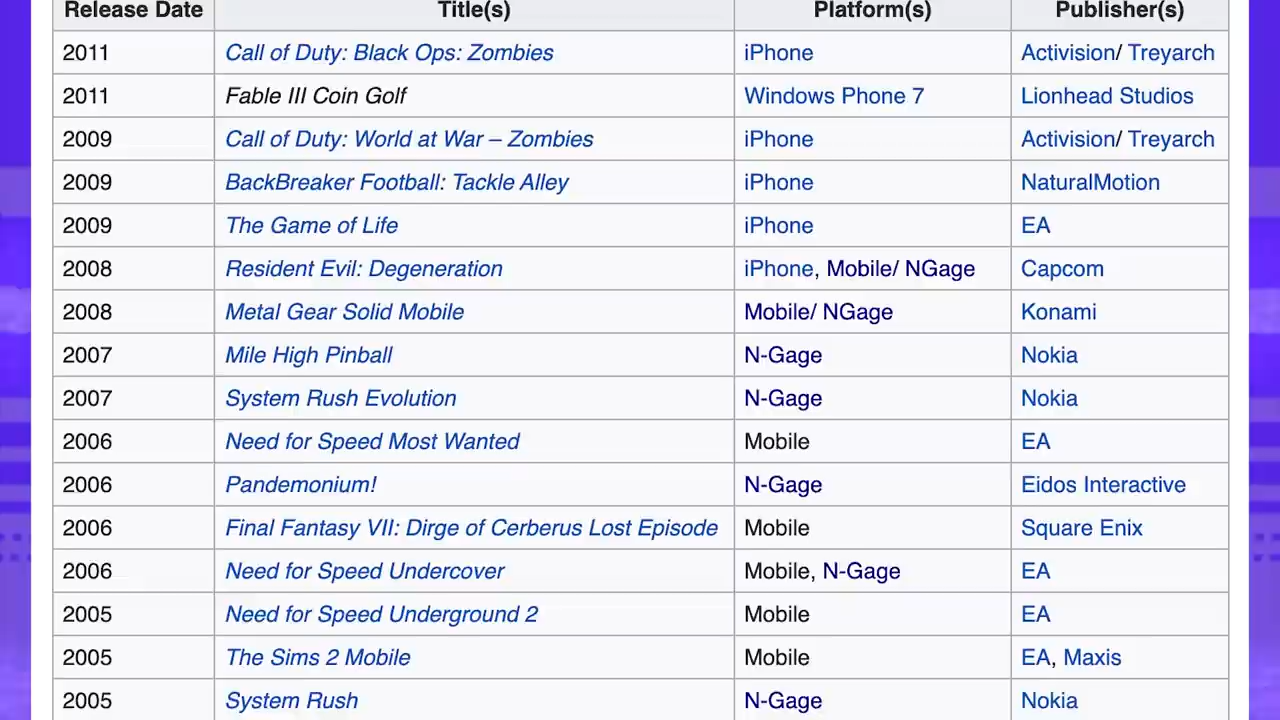 Release Date Title(s) Platform(s) Publisher(s)
2011 Call of Duty: Black Ops: Zombies iPhone Activision/ Treyarch
2011 Fable III Coin Golf Windows Phone 7 Lionhead Studios
2009 Call of Duty: World at War – Zombies iPhone Activision/ Treyarch
2009 BackBreaker Football: Tackle Alley iPhone NaturalMotion
2009 The Game of Life iPhone EA
2008 Resident Evil: Degeneration iPhone, Mobile/ NGage Capcom
2008 Metal Gear Solid Mobile Mobile/ NGage Konami
2007 Mile High Pinball N-Gage Nokia
2007 System Rush Evolution N-Gage Nokia
2006 Need for Speed Most Wanted Mobile EA
2006 Pandemonium! N-Gage Eidos Interactive
2006 Final Fantasy VII: Dirge of Cerberus Lost Episode Mobile Square Enix
2006 Need for Speed Undercover Mobile, N-Gage EA
2005 Need for Speed Underground 2 Mobile EA
2005 The Sims 2 Mobile Mobile EA, Maxis
2005 System Rush N-Gage Nokia